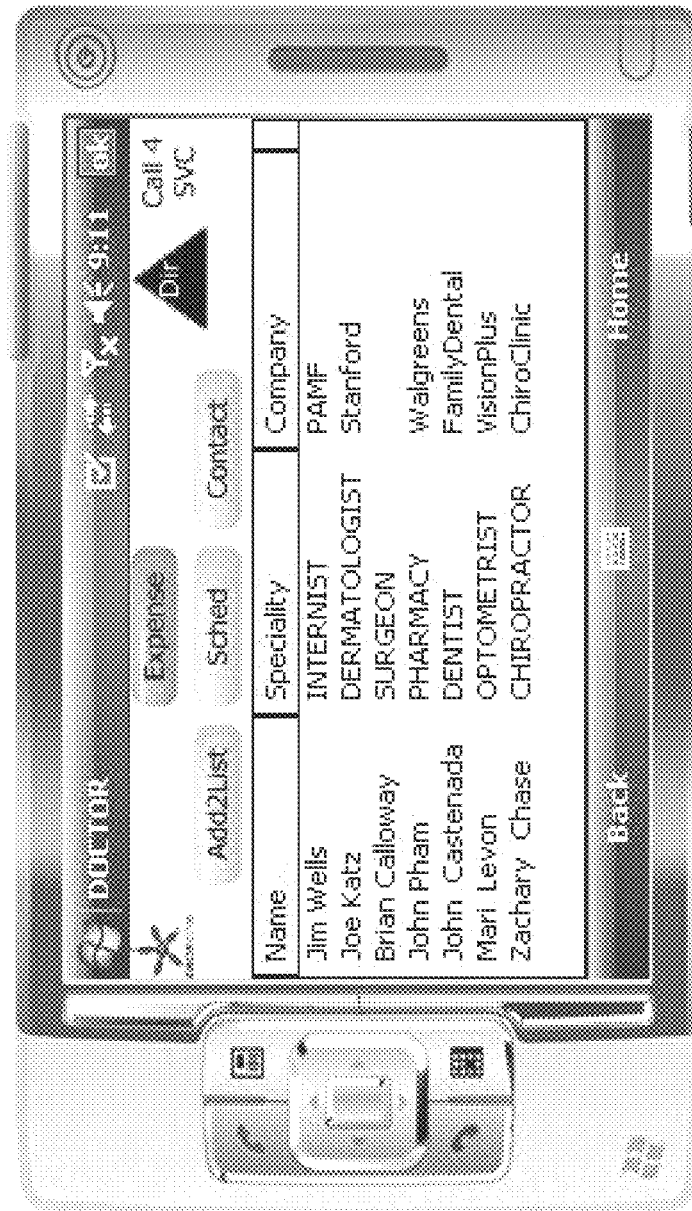 DOCTOR 9:11 ok
Expense Call 4
Add2List Sched Contact Dir SVC
Name Speciality Company
Jim Wells INTERNIST PAMF
Joe Katz DERMATOLOGIST Stanford
Brian Calloway SURGEON
John Pham PHARMACY Walgreens
John Castenada DENTIST FamilyDental
Mari Levon OPTOMETRIST VisionPlus
Zachary Chase CHIROPRACTOR ChiroClinic
Back Home